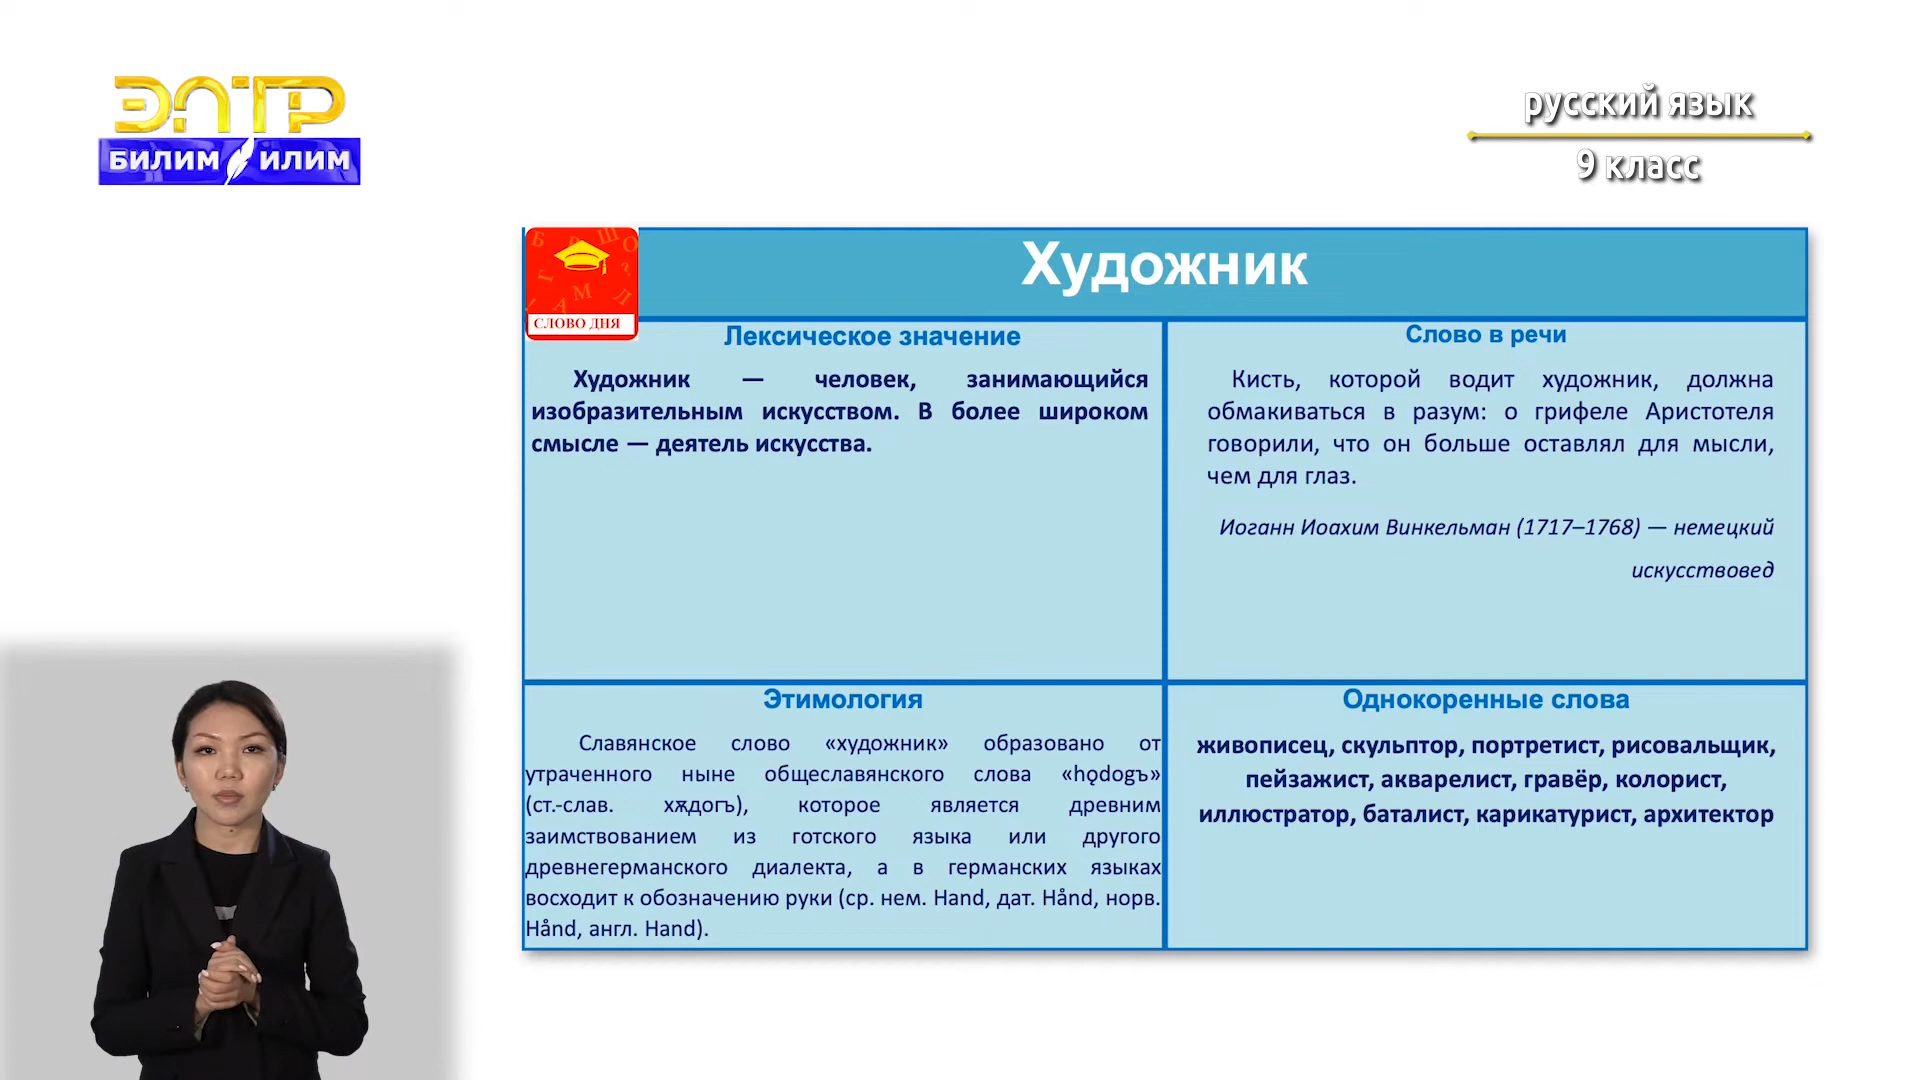 ЭЛТР
БИЛИМ ИЛИМ
русский язык
9 класс
СЛОВО ДНЯ
Художник
Лексическое значение
Художник — человек, занимающийся
изобразительным искусством. В более широком
смысле — деятель искусства.
Слово в речи
Кисть, которой водит художник, должна
обмакиваться в разум: о грифеле Аристотеля
говорили, что он больше оставлял для мысли,
чем для глаз.
Иоганн Иоахим Винкельман (1717–1768) — немецкий
искусствовед
Этимология
Славянское слово «художник» образовано от
утраченного ныне общеславянского слова «hǫdogъ»
(ст.-слав. хѫдогъ), которое является древним
заимствованием из готского языка или другого
древнегерманского диалекта, а в германских языках
восходит к обозначению руки (ср. нем. Hand, дат. Hånd, норв.
Hånd, англ. Hand).
Однокоренные слова
живописец, скульптор, портретист, рисовальщик,
пейзажист, акварелист, гравёр, колорист,
иллюстратор, баталист, карикатурист, архитектор